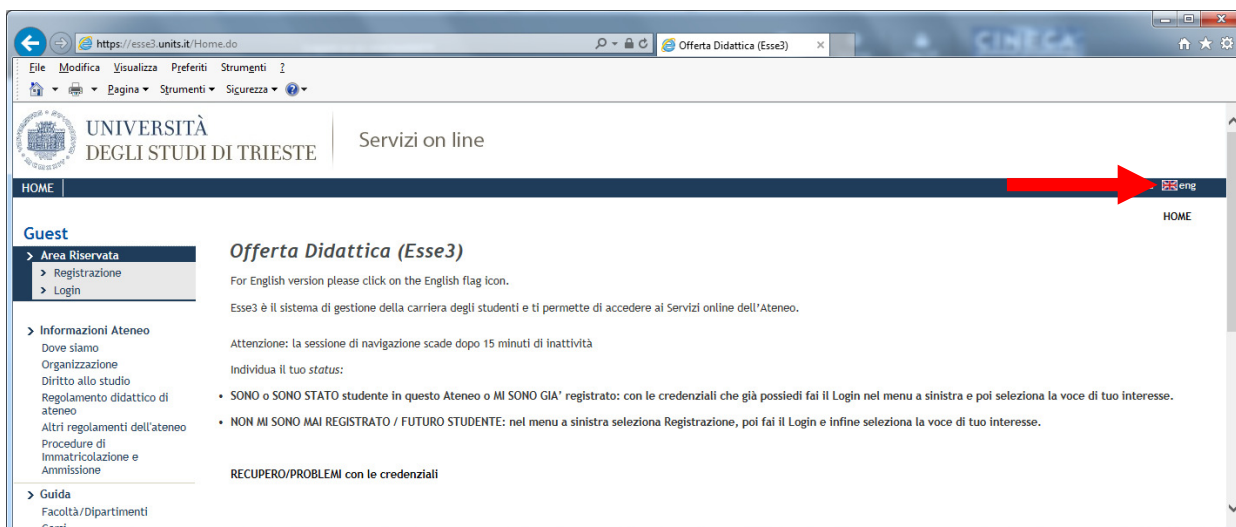 https://esse3.units.it/Home.do
Offerta Didattica (Esse3)
CINECA
File Modifica Visualizza Preferiti Strumenti ?
Pagina Strumenti Sicurezza
UNIVERSITÀ
DEGLI STUDI DI TRIESTE
Servizi on line
HOME
eng
HOME
Guest
Area Riservata
Registrazione
Login
Informazioni Ateneo
Dove siamo
Organizzazione
Diritto allo studio
Regolamento didattico di
ateneo
Altri regolamenti dell'ateneo
Procedure di
Immatricolazione e
Ammissione
Guida
Facoltà/Dipartimenti
Corsi
Offerta Didattica (Esse3)
For English version please click on the English flag icon.
Esse3 è il sistema di gestione della carriera degli studenti e ti permette di accedere ai Servizi online dell'Ateneo.
Attenzione: la sessione di navigazione scade dopo 15 minuti di inattività
Individua il tuo status:
• SONO o SONO STATO studente in questo Ateneo o MI SONO GIA' registrato: con le credenziali che già possiedi fai il Login nel menu a sinistra e poi seleziona la voce di tuo interesse.
• NON MI SONO MAI REGISTRATO / FUTURO STUDENTE: nel menu a sinistra seleziona Registrazione, poi fai il Login e infine seleziona la voce di tuo interesse.
RECUPERO/PROBLEMI con le credenziali